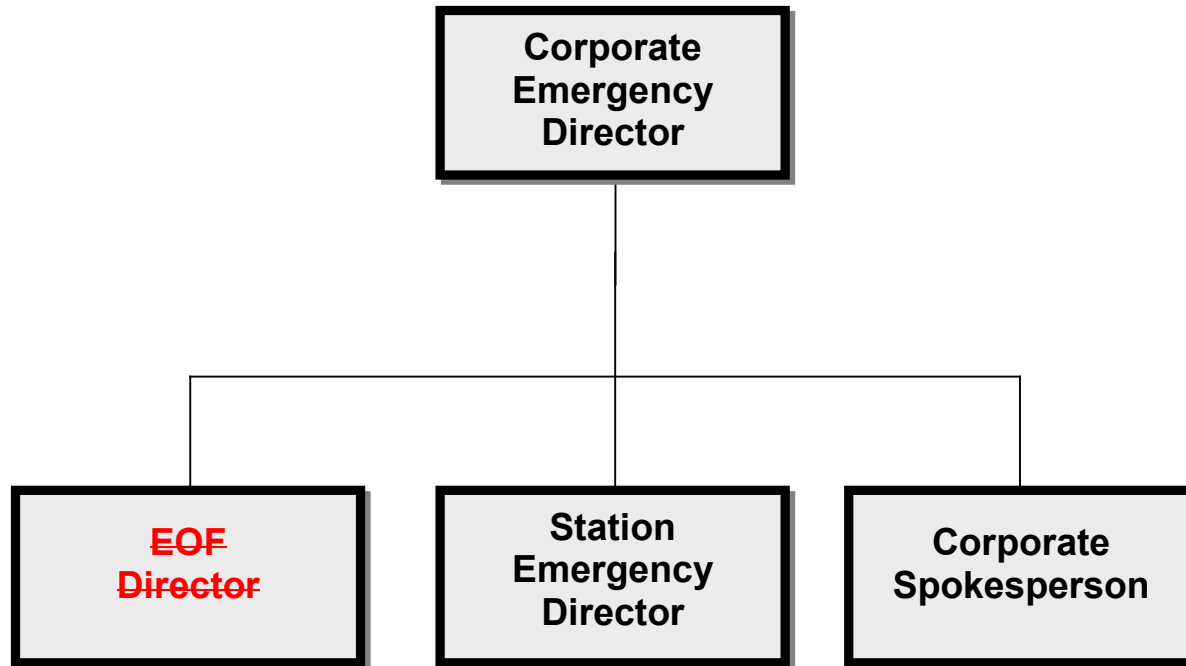 Corporate
Emergency
Director
EOF
Director
Station
Emergency
Director
Corporate
Spokesperson